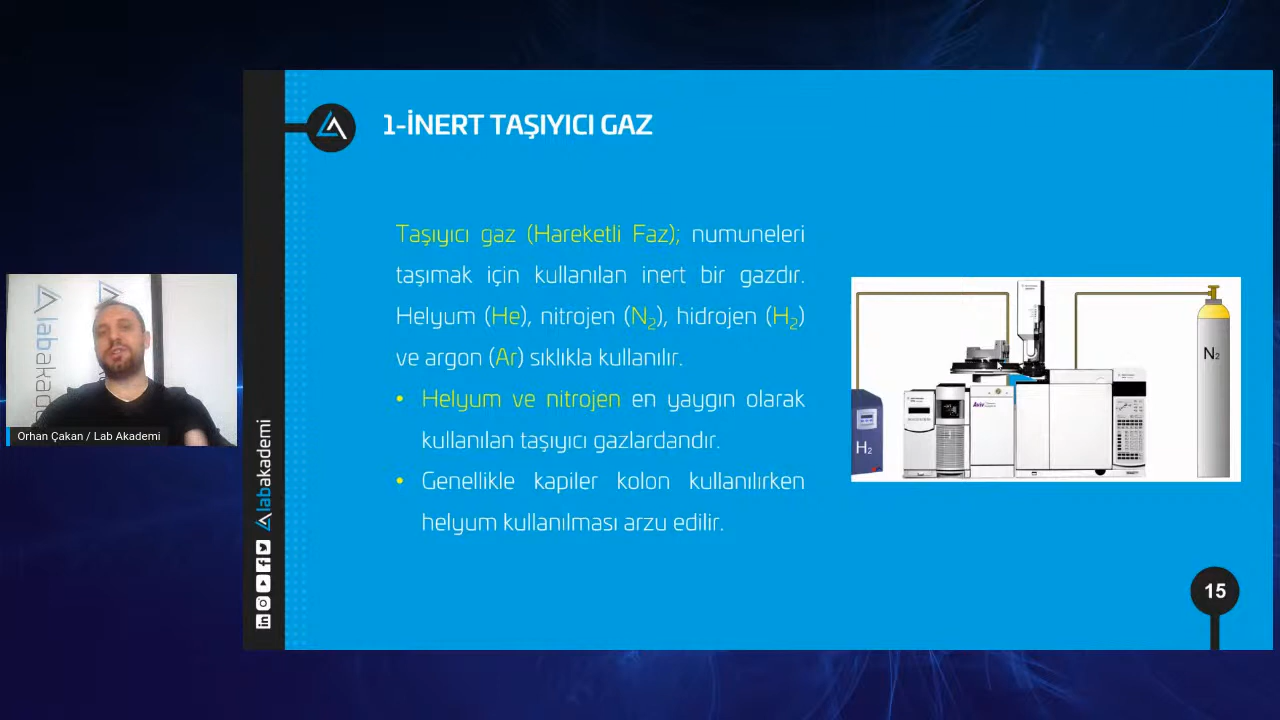 1-İNERT TAŞIYICI GAZ
Taşıyıcı gaz (Hareketli Faz); numuneleri
taşımak için kullanılan inert bir gazdır.
Helyum (He), nitrojen (N₂), hidrojen (H₂)
ve argon (Ar) sıklıkla kullanılır.
• Helyum ve nitrojen en yaygın olarak
kullanılan taşıyıcı gazlardandır.
• Genellikle kapiler kolon kullanılırken
helyum kullanılması arzu edilir.
H₂
N₂
15
labakademi
labakade
Orhan Çakan / Lab Akademi